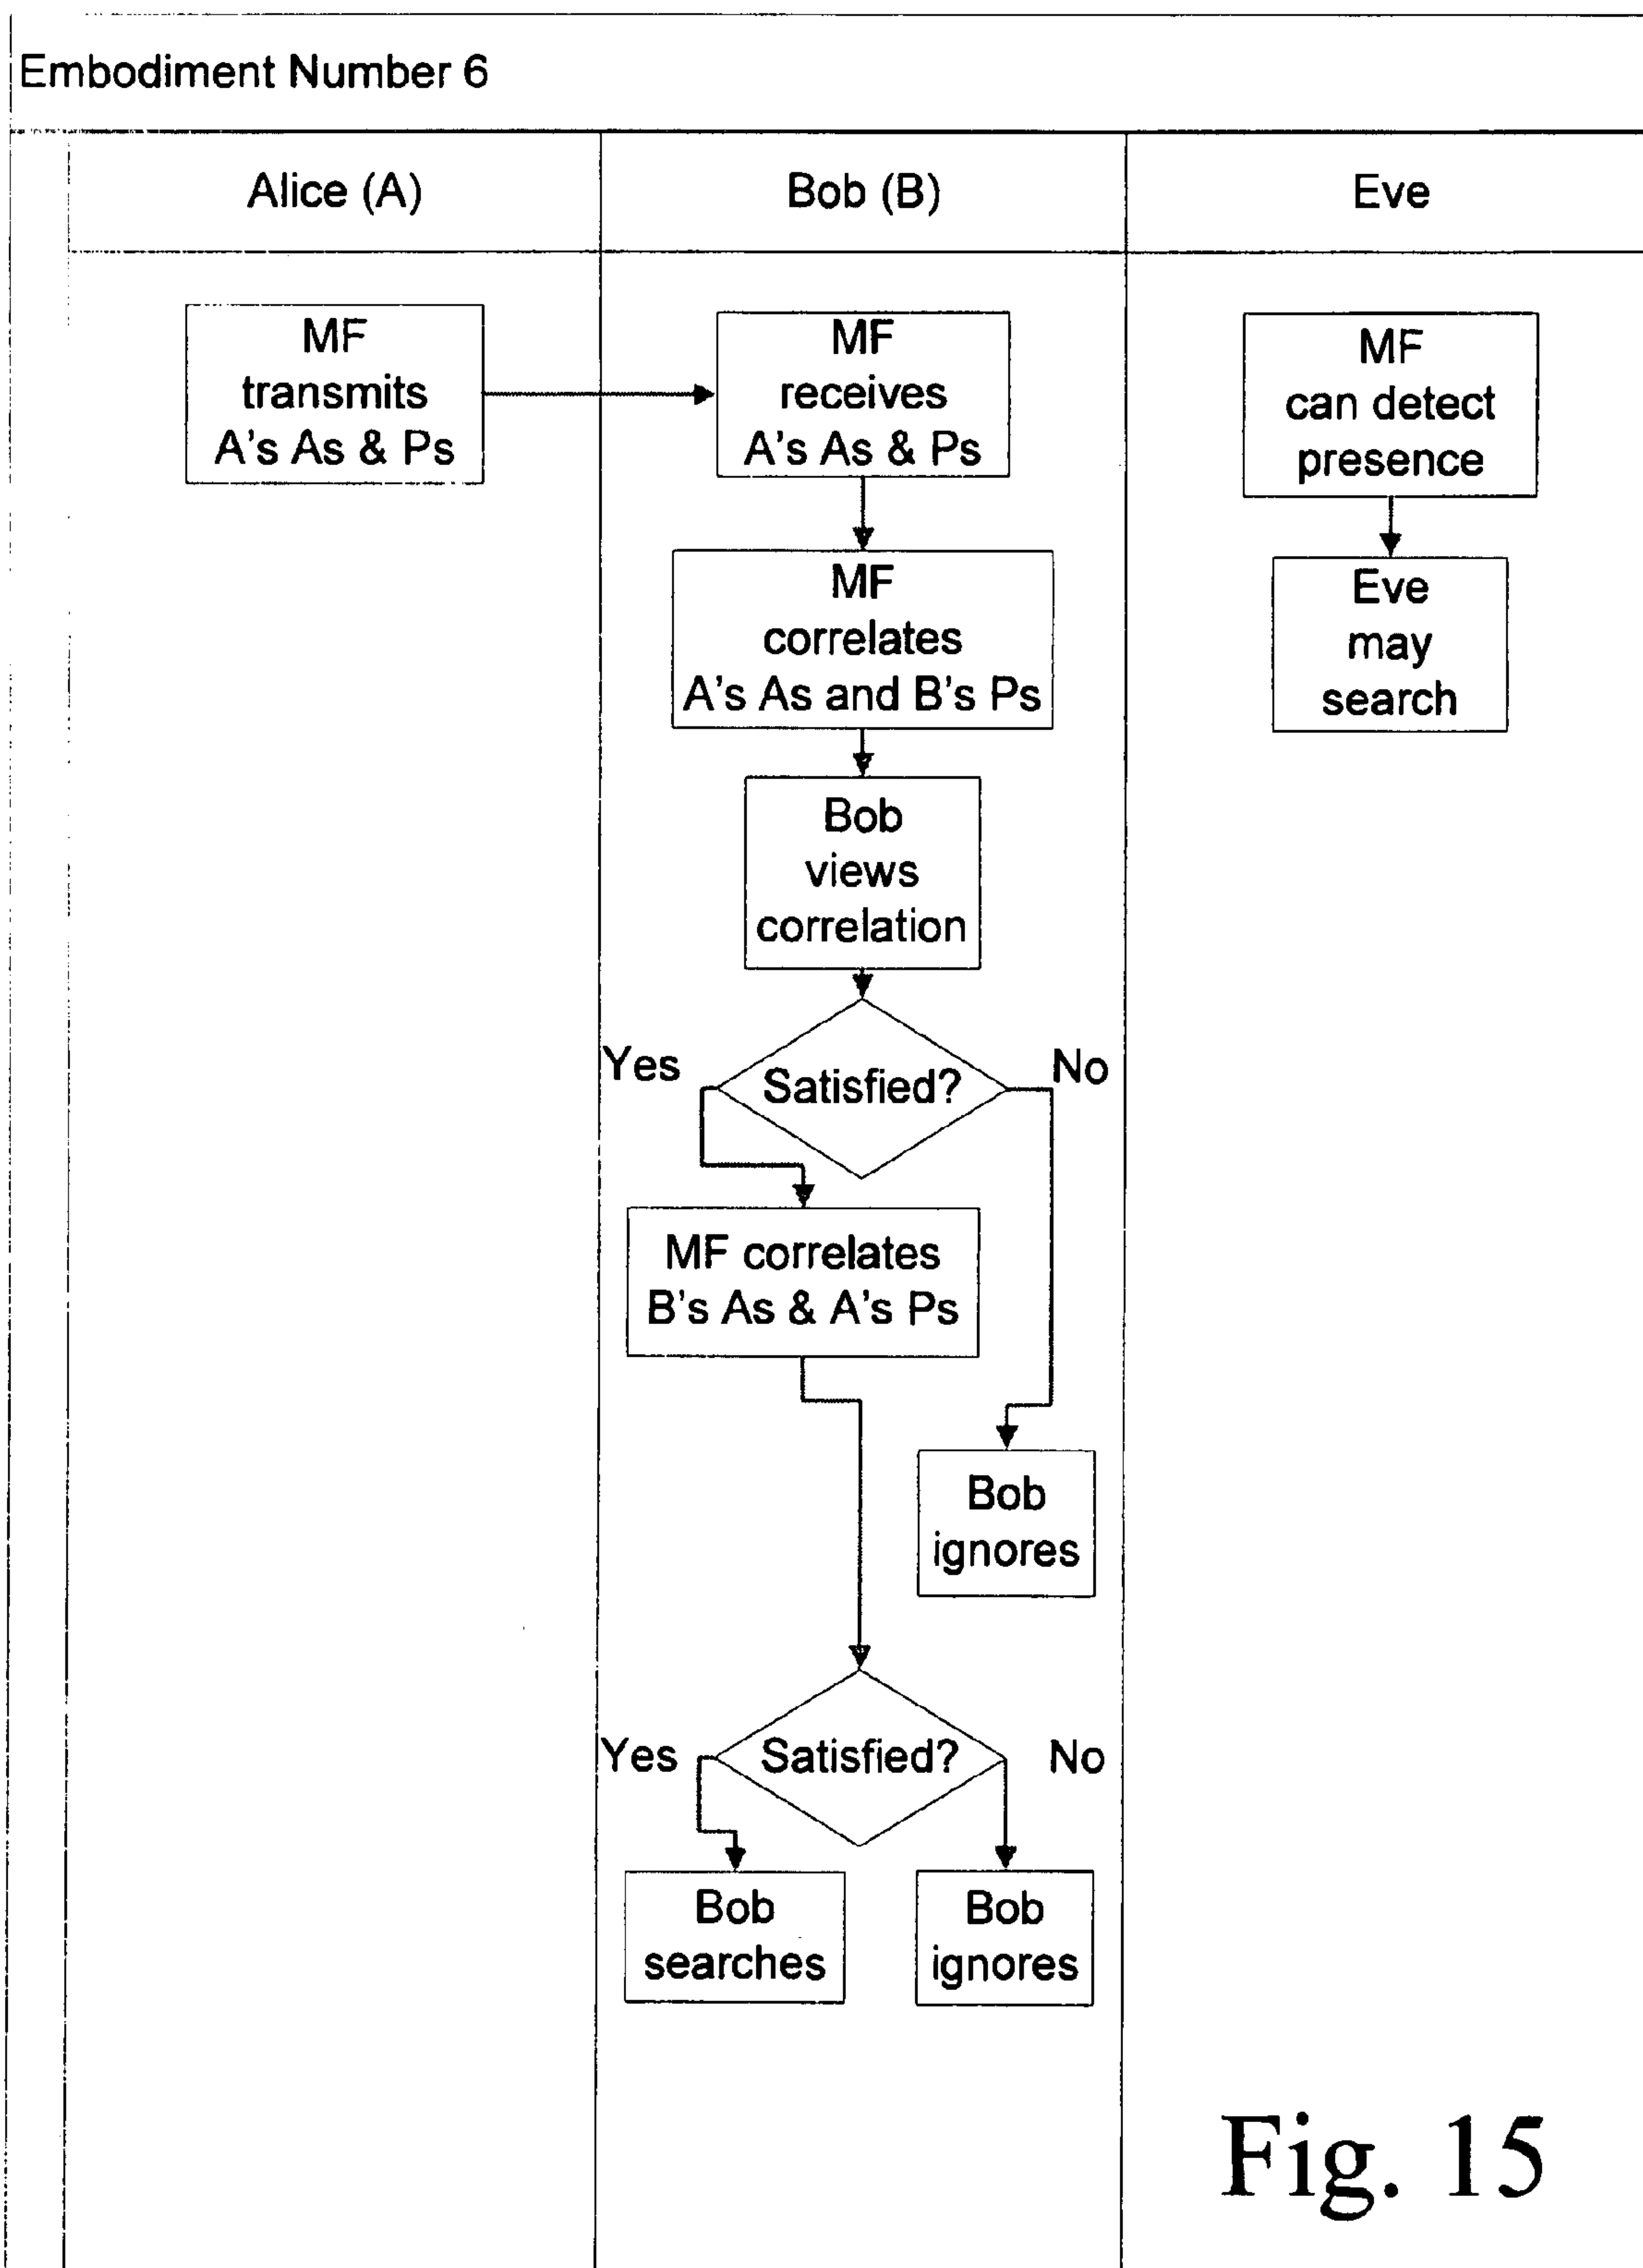 Embodiment Number 6
Alice (A)
Bob (B)
Eve
MF
transmits
A's As & Ps
MF
receives
A's As & Ps
MF
can detect
presence
MF
correlates
A's As and B's Ps
Eve
may
search
Bob
views
correlation
Yes
Satisfied?
No
MF correlates
B's As & A's Ps
Bob
ignores
Yes
Satisfied?
No
Bob
searches
Bob
ignores
Fig. 15